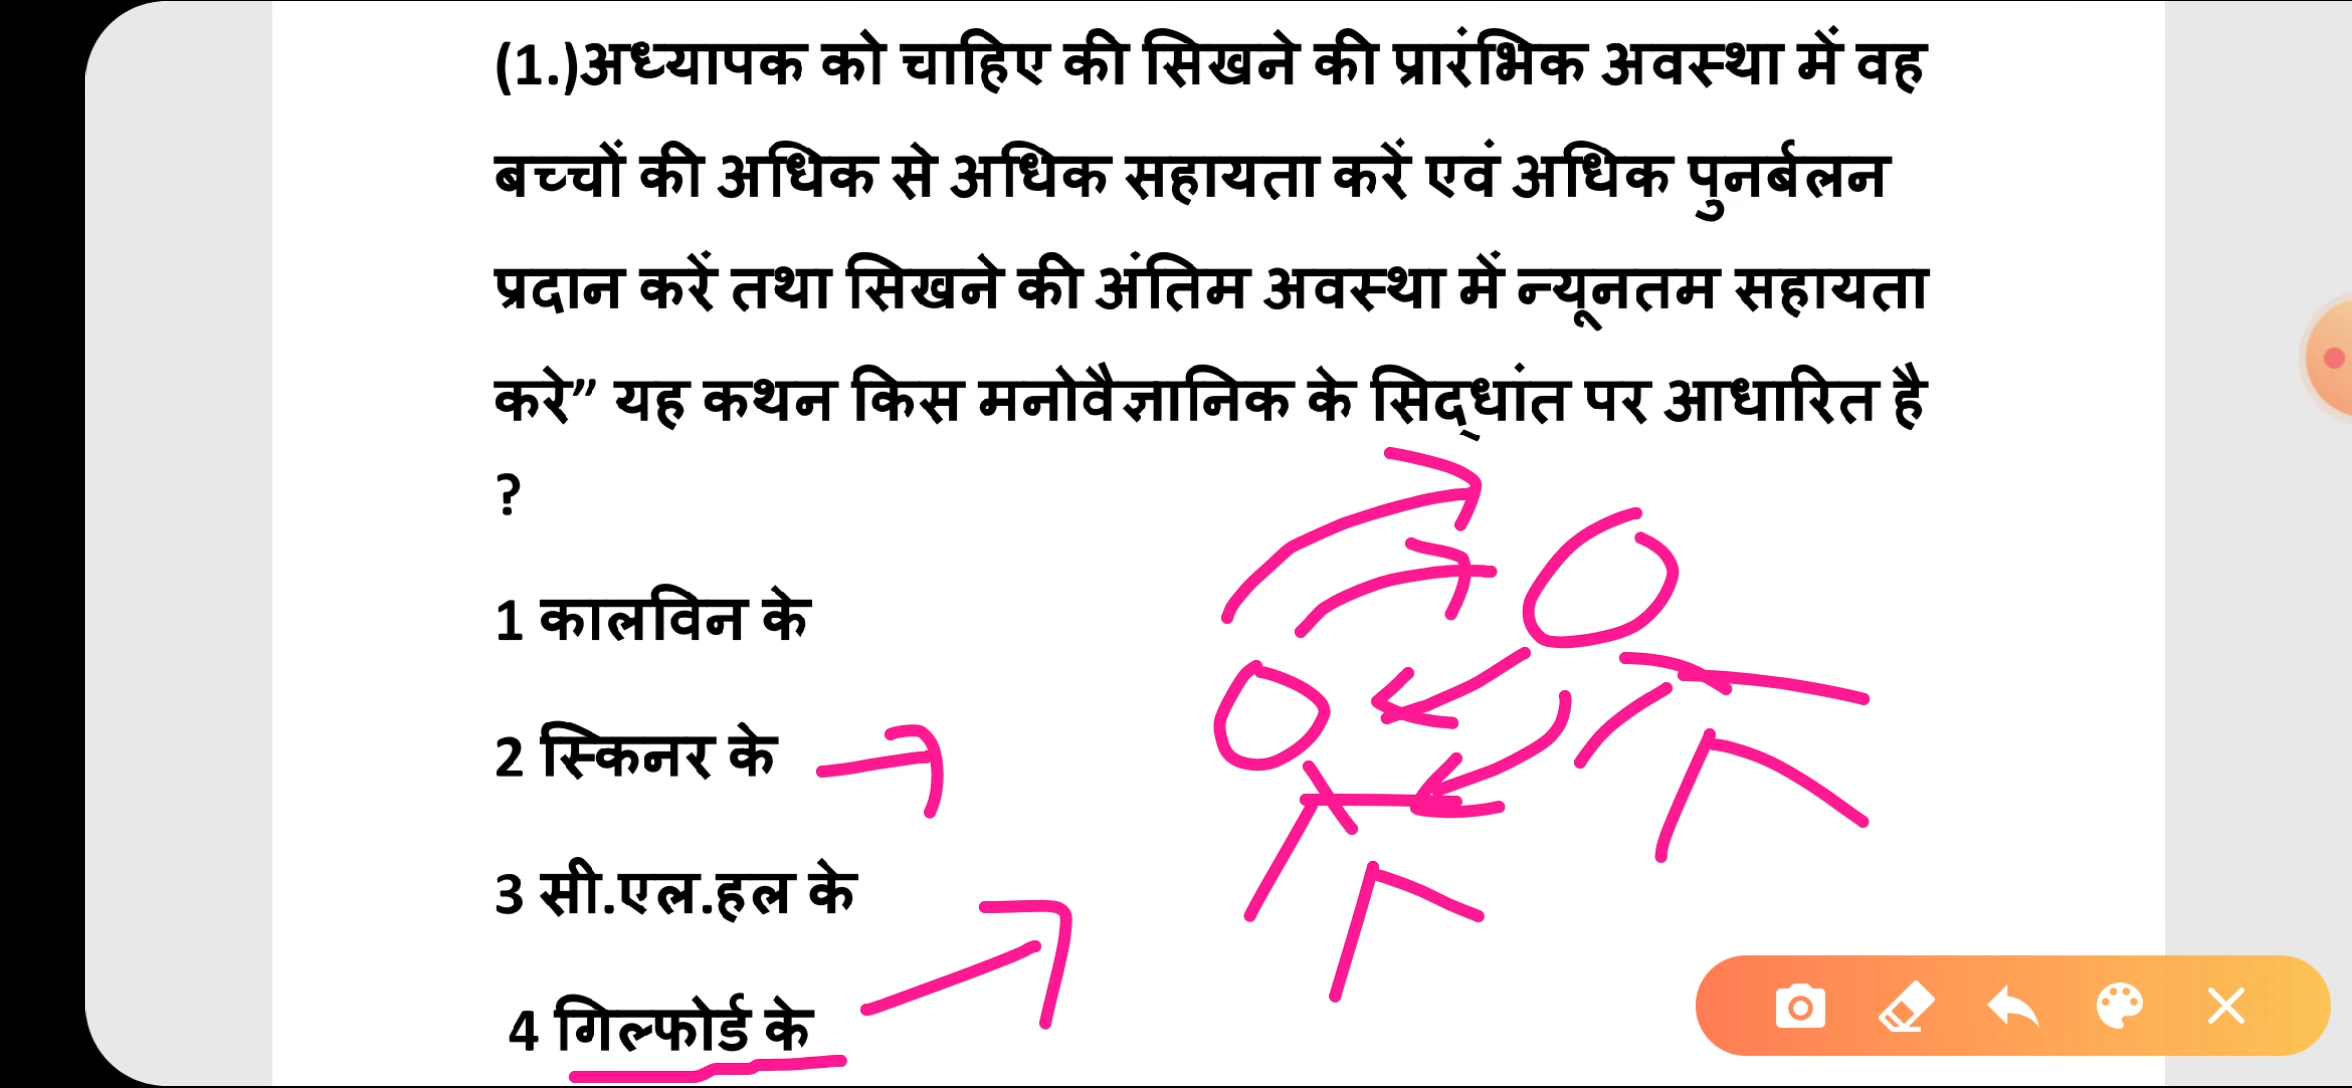 (1.)अध्यापक को चाहिए की सिखने की प्रारंभिक अवस्था में वह
बच्चों की अधिक से अधिक सहायता करें एवं अधिक पुनर्बलन
प्रदान करें तथा सिखने की अंतिम अवस्था में न्यूनतम सहायता
करे” यह कथन किस मनोवैज्ञानिक के सिद्धांत पर आधारित है
?
1 कालविन के
2 स्किनर के
3 सी.एल.हल के
4 गिल्फोर्ड के